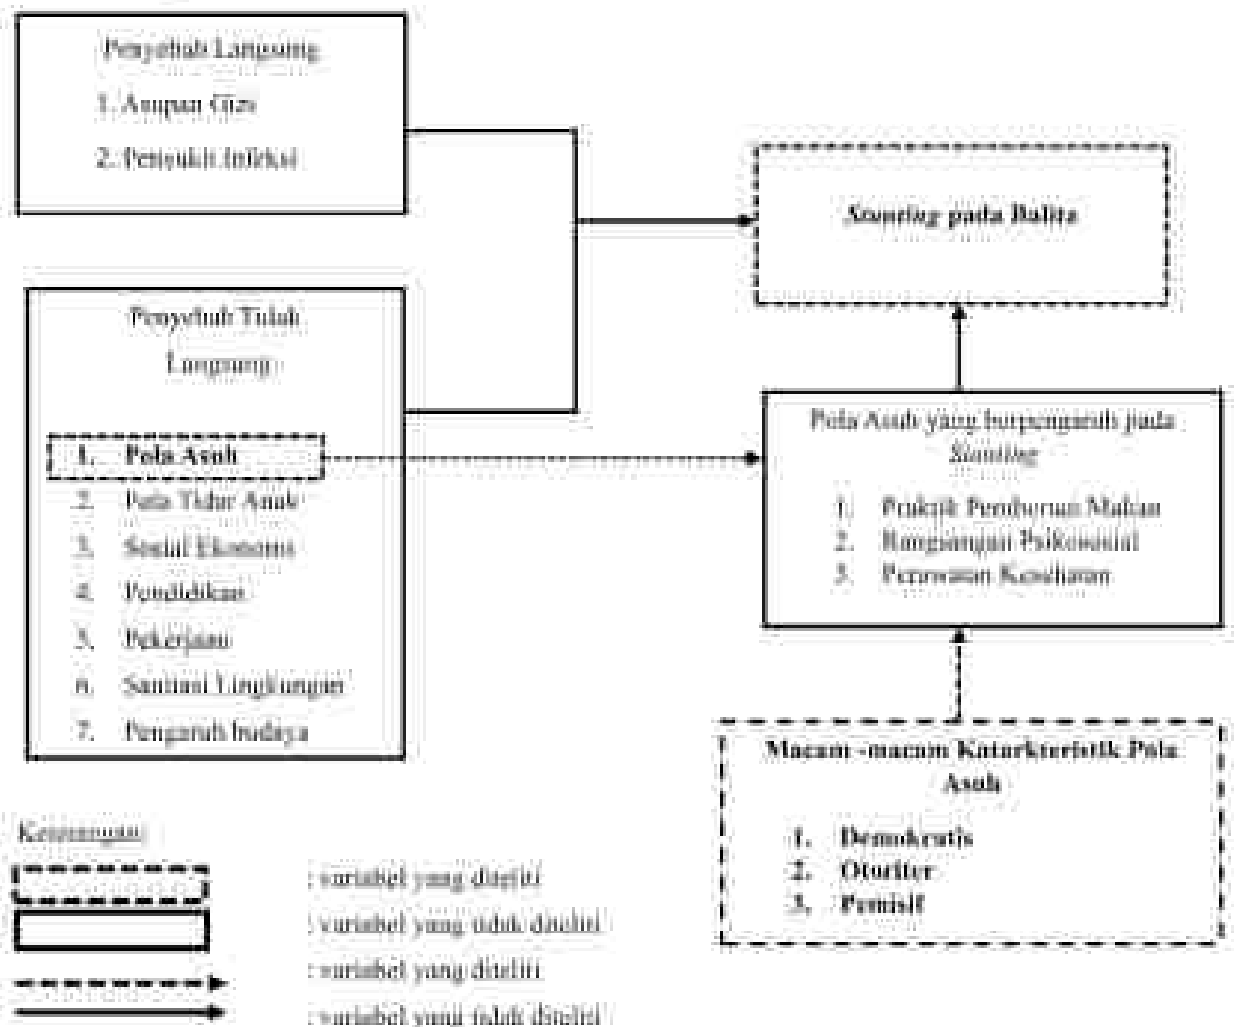 Penyebab Langsung
1. Asupan Gizi
2. Penyakit Infeksi
Stunting pada Balita
Penyebab Tidak
Langsung
1. Pola Asuh
2. Pola Tidur Anak
3. Sosial Ekonomi
4. Pendidikan
5. Pekerjaan
6. Sanitasi Lingkungan
7. Pengaruh budaya
Pola Asuh yang berpengaruh pada
Stunting
1. Praktik Pemberian Makan
2. Rangsangan Psikososial
3. Perawatan Kesehatan
Macam -macam Katarkteristik Pola
Asuh
1. Demokratis
2. Otoriter
3. Pemisif
Keterangan:
: variabel yang diteliti
: variabel yang tidak diteliti
: variabel yang diteliti
: variabel yang tidak diteliti